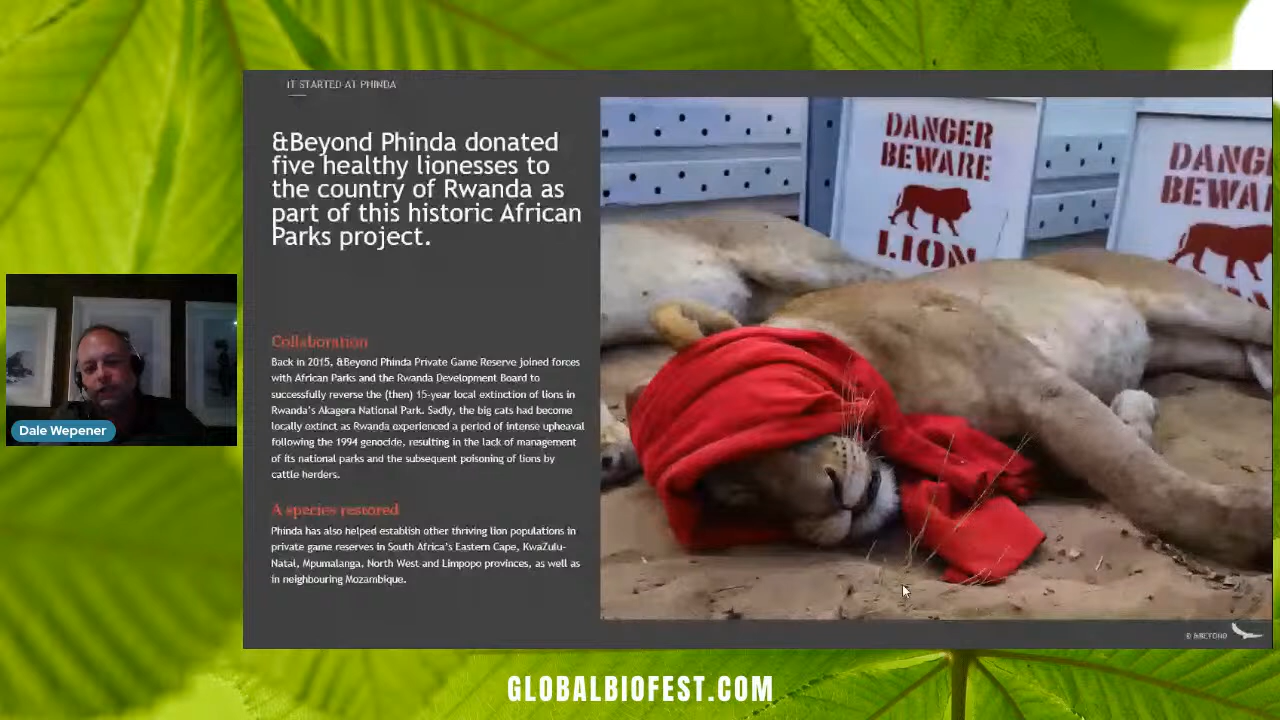 IT STARTED AT PHINDA
&Beyond Phinda donated
five healthy lionesses to
the country of Rwanda as
part of this historic African
Parks project.
Collaboration
Back in 2015, &Beyond Phinda Private Game Reserve joined forces
with African Parks and the Rwanda Development Board to
successfully reverse the (then) 15-year local extinction of lions in
Rwanda's Akagera National Park. Sadly, the big cats had become
locally extinct as Rwanda experienced a period of intense upheaval
following the 1994 genocide, resulting in the lack of management
of its national parks and the subsequent poisoning of lions by
cattle herders.
A species restored
Phinda has also helped establish other thriving lion populations in
private game reserves in South Africa's Eastern Cape, KwaZulu-
Natal, Mpumalanga, North West and Limpopo provinces, as well as
in neighbouring Mozambique.
DANGER
BEWARE
LION
DANG
BEWA
Dale Wepener
© &BEYOND
GLOBALBIOFEST.COM